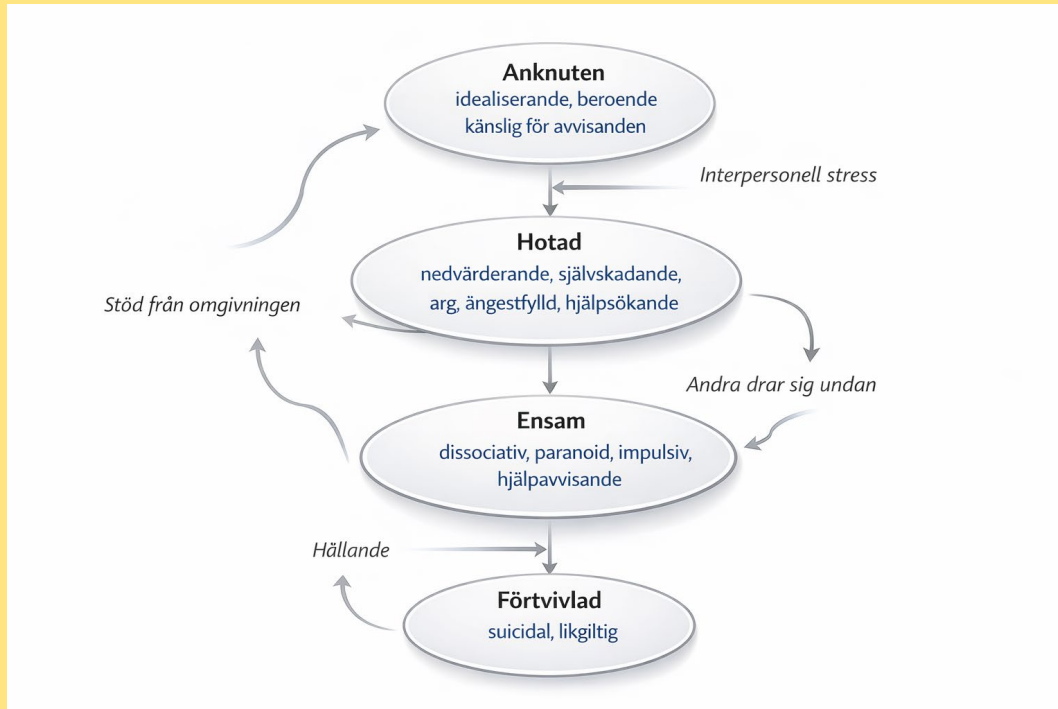 Anknuten
idealiserande, beroende
känslig för avvisanden
Interpersonell stress
Hotad
nedvärderande, självskadande,
arg, ängestfylld, hjälpsökande
Stöd från omgivningen
Andra drar sig undan
Ensam
dissociativ, paranoid, impulsiv,
hjälpavvisande
Hällande
Förtvivlad
suicidal, likgiltig